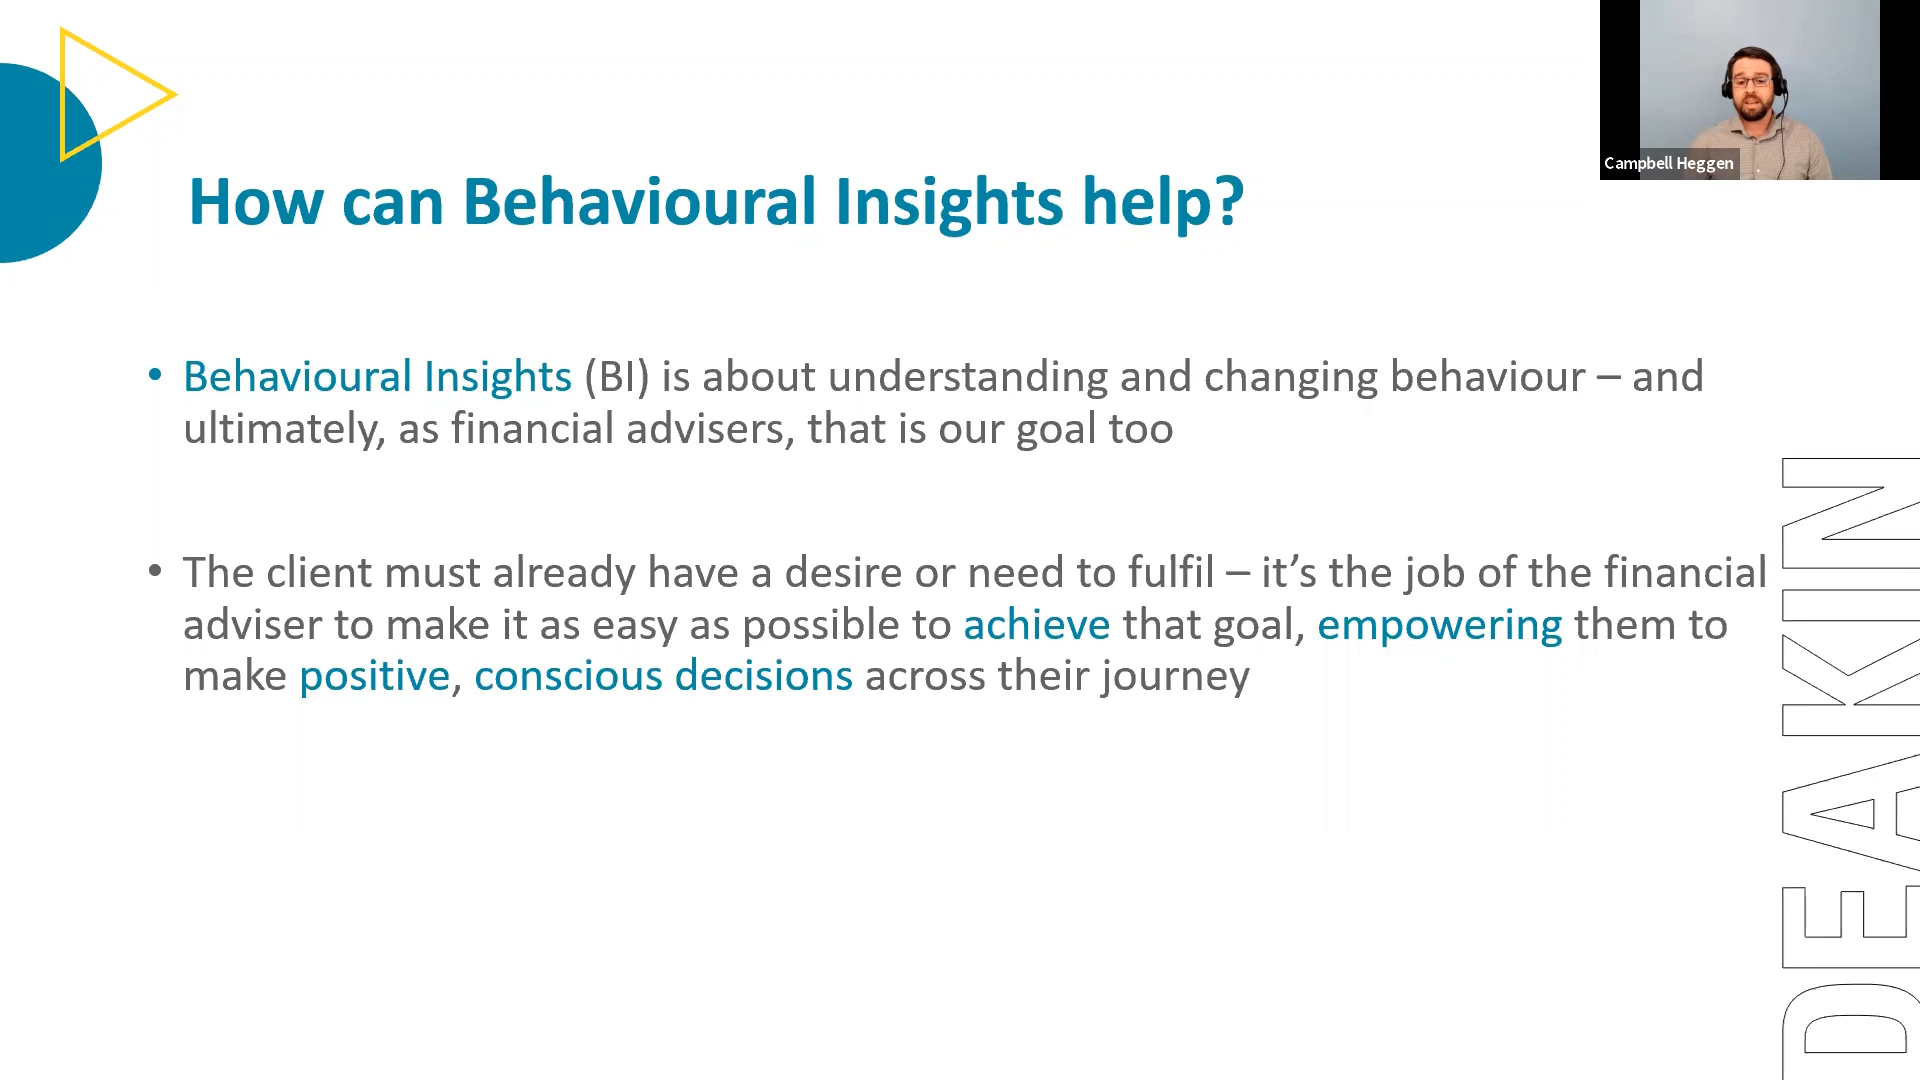 Campbell Heggen
How can Behavioural Insights help?
• Behavioural Insights (BI) is about understanding and changing behaviour – and
ultimately, as financial advisers, that is our goal too
• The client must already have a desire or need to fulfil – it’s the job of the financial
adviser to make it as easy as possible to achieve that goal, empowering them to
make positive, conscious decisions across their journey
DEAKIN